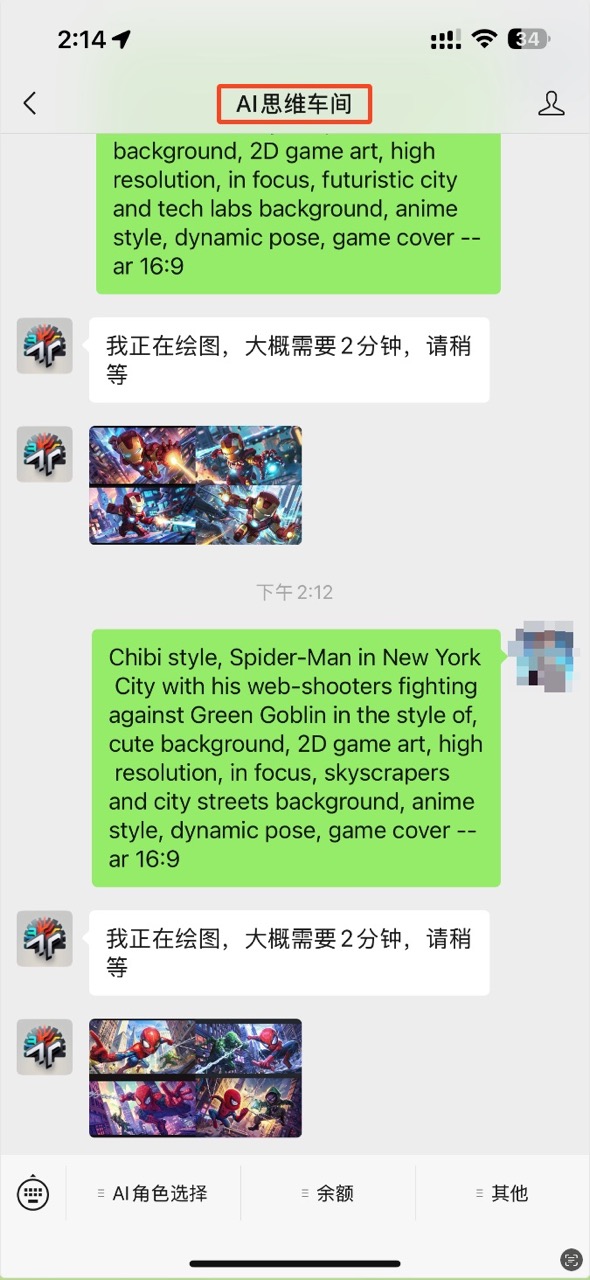 2:14
34
AI思维车间
background, 2D game art, high
resolution, in focus, futuristic city
and tech labs background, anime
style, dynamic pose, game cover --
ar 16:9
我正在绘图，大概需要2分钟，请稍
等
下午2:12
Chibi style, Spider-Man in New York
City with his web-shooters fighting
against Green Goblin in the style of,
cute background, 2D game art, high
resolution, in focus, skyscrapers
and city streets background, anime
style, dynamic pose, game cover --
ar 16:9
我正在绘图，大概需要2分钟，请稍
等
AI角色选择
余额
其他